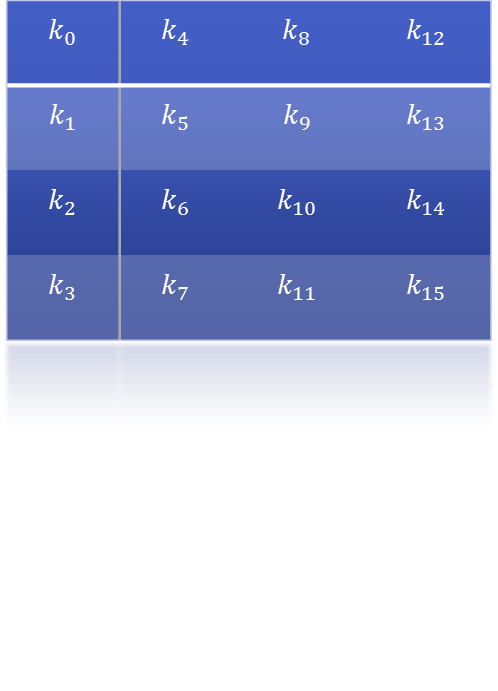 k₀ k₄ k₈ k₁₂
k₁ k₅ k₉ k₁₃
k₂ k₆ k₁₀ k₁₄
k₃ k₇ k₁₁ k₁₅